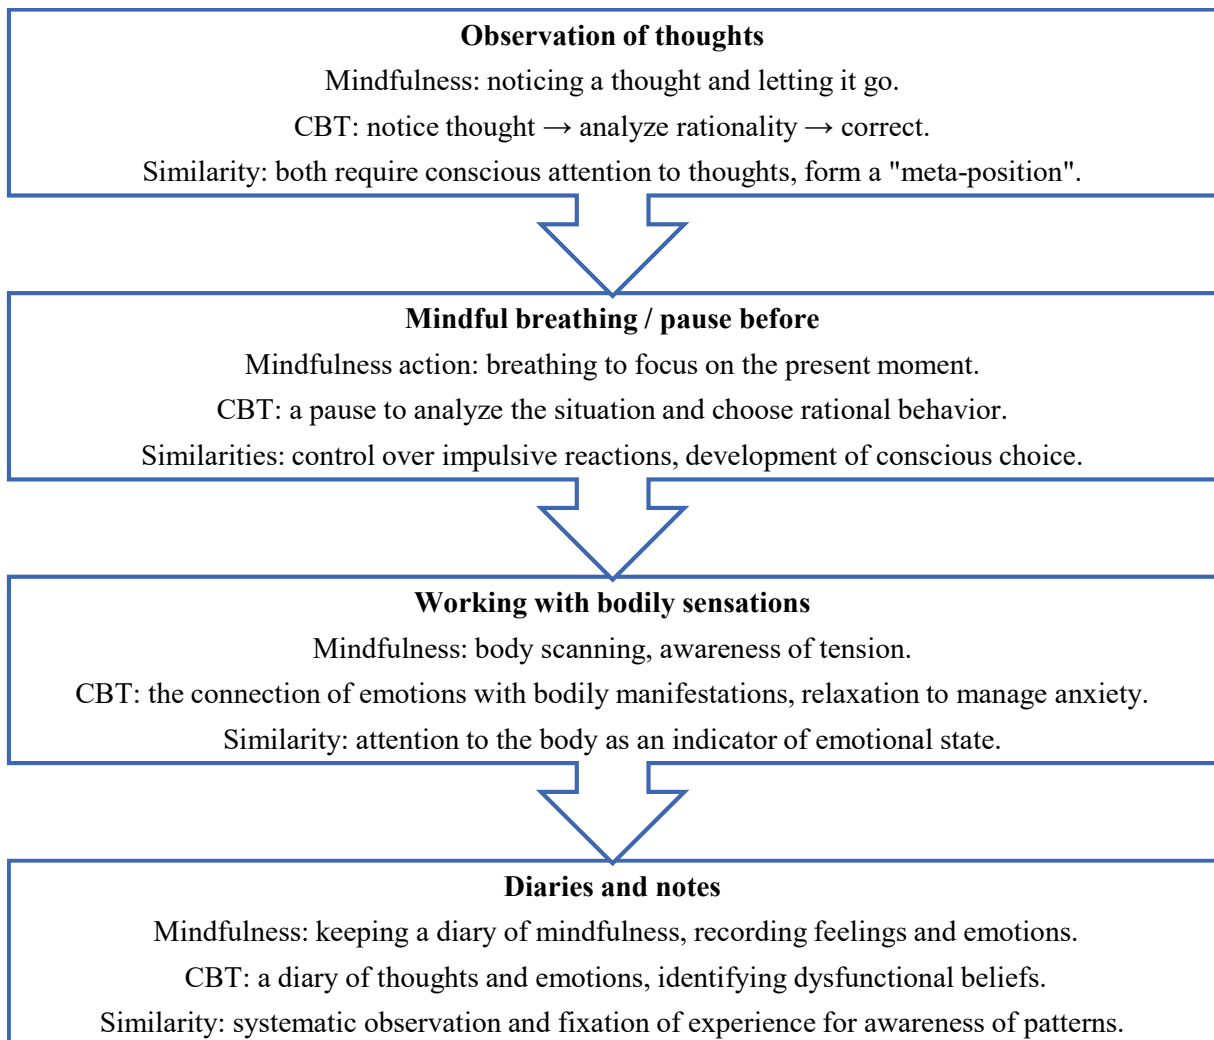 Observation of thoughts
Mindfulness: noticing a thought and letting it go.
CBT: notice thought → analyze rationality → correct.
Similarity: both require conscious attention to thoughts, form a "meta-position".
Mindful breathing / pause before
Mindfulness action: breathing to focus on the present moment.
CBT: a pause to analyze the situation and choose rational behavior.
Similarities: control over impulsive reactions, development of conscious choice.
Working with bodily sensations
Mindfulness: body scanning, awareness of tension.
CBT: the connection of emotions with bodily manifestations, relaxation to manage anxiety.
Similarity: attention to the body as an indicator of emotional state.
Diaries and notes
Mindfulness: keeping a diary of mindfulness, recording feelings and emotions.
CBT: a diary of thoughts and emotions, identifying dysfunctional beliefs.
Similarity: systematic observation and fixation of experience for awareness of patterns.